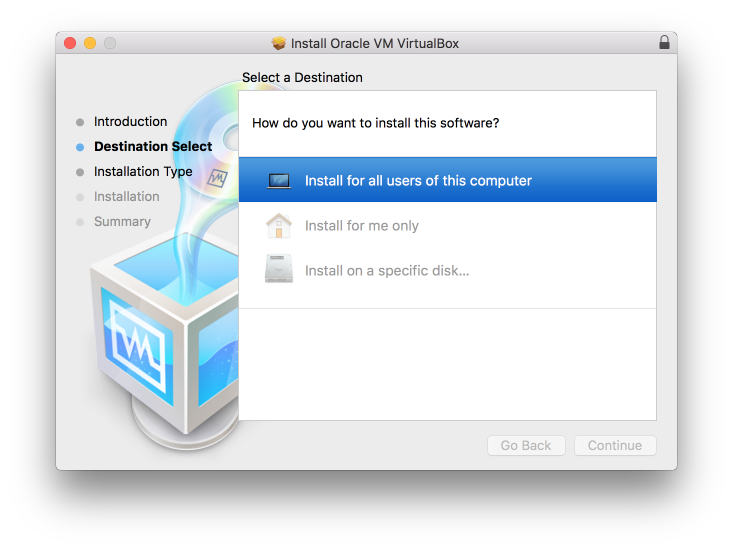 Install Oracle VM VirtualBox
Select a Destination
Introduction
Destination Select
Installation Type
Installation
Summary
How do you want to install this software?
Install for all users of this computer
Install for me only
Install on a specific disk...
Go Back
Continue